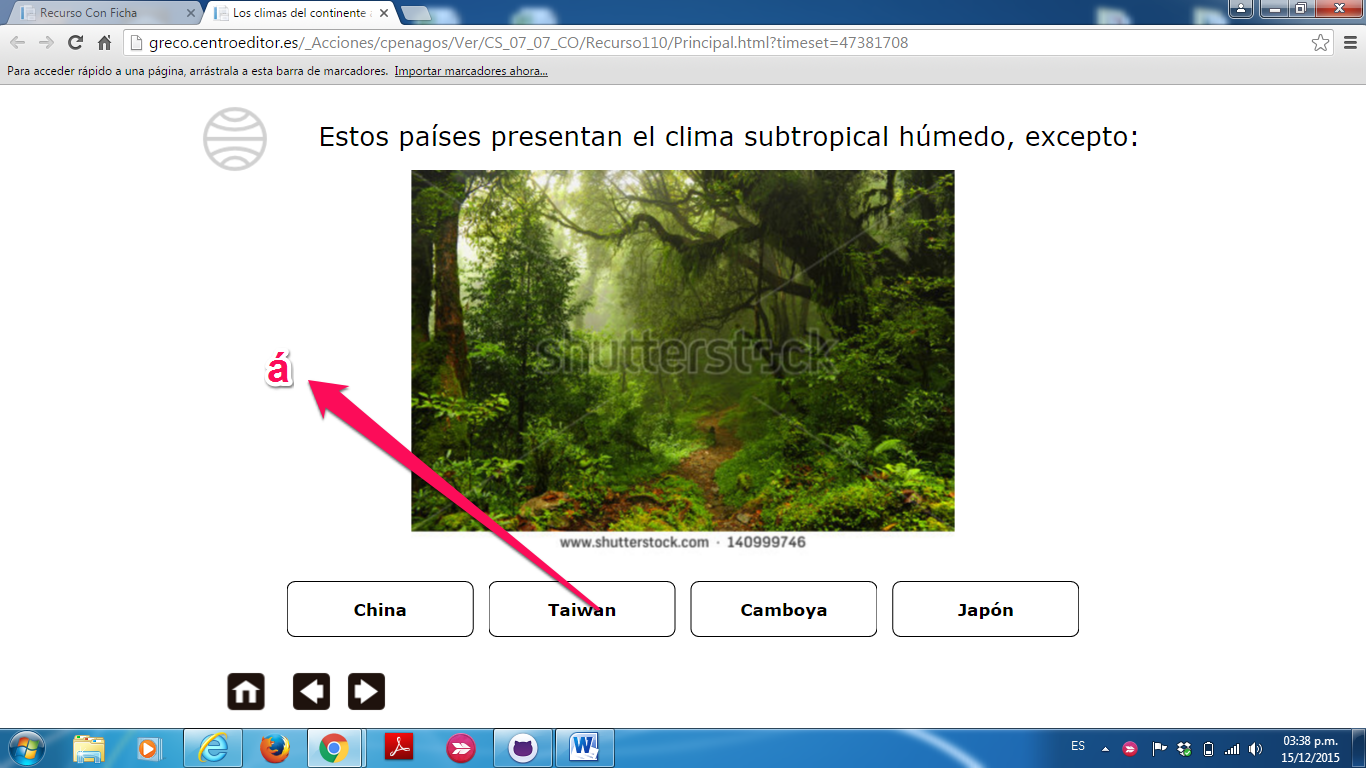 Recurso Con Ficha
Los climas del continente a
greco.centroeditor.es/_Acciones/cpenagos/Ver/CS_07_07_CO/Recurso110/Principal.html?timeset=47381708
Para acceder rápido a una página, arrástrala a esta barra de marcadores. Importar marcadores ahora...
Estos países presentan el clima subtropical húmedo, excepto:
shutterstock
á
www.shutterstock.com · 140999746
China
Taiwan
Camboya
Japón
ES
03:38 p.m.
15/12/2015